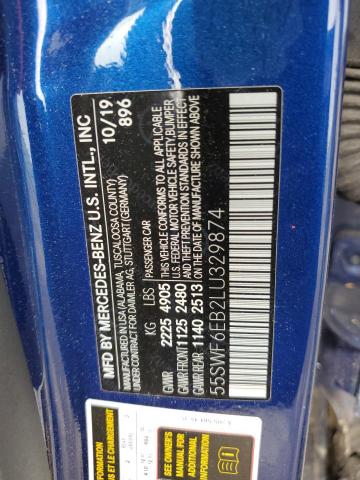 MFD BY MERCEDES-BENZ U.S. INTL., INC 10/19
MANUFACTURED IN USA (ALABAMA, TUSCALOOSA COUNTY) 896
UNDER CONTRACT FOR DAIMLER AG, STUTTGART (GERMANY)
KG LBS PASSENGER CAR
GVWR 2225 4905 THIS VEHICLE CONFORMS TO ALL APPLICABLE
GAWR FRONT 1125 2480 U.S. FEDERAL MOTOR VEHICLE SAFETY, BUMPER
GAWR REAR 1140 2513 AND THEFT PREVENTION STANDARDS IN EFFECT
ON THE DATE OF MANUFACTURE SHOWN ABOVE
55SWF6EB2LU329874
SEE OWNER'S
MANUAL FOR
ADDITIONAL
INFORMATION